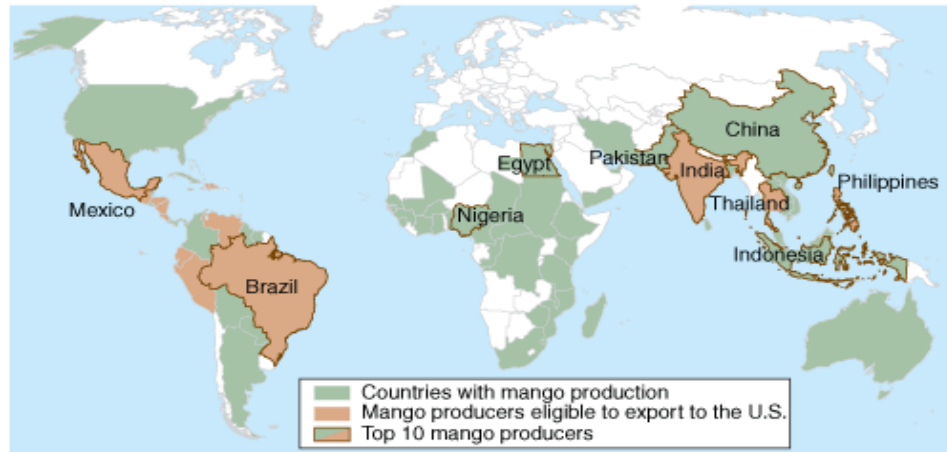 China
Egypt
Pakistan
India
Philippines
Mexico
Nigeria
Thailand
Indonesia
Brazil
Countries with mango production
Mango producers eligible to export to the U.S.
Top 10 mango producers